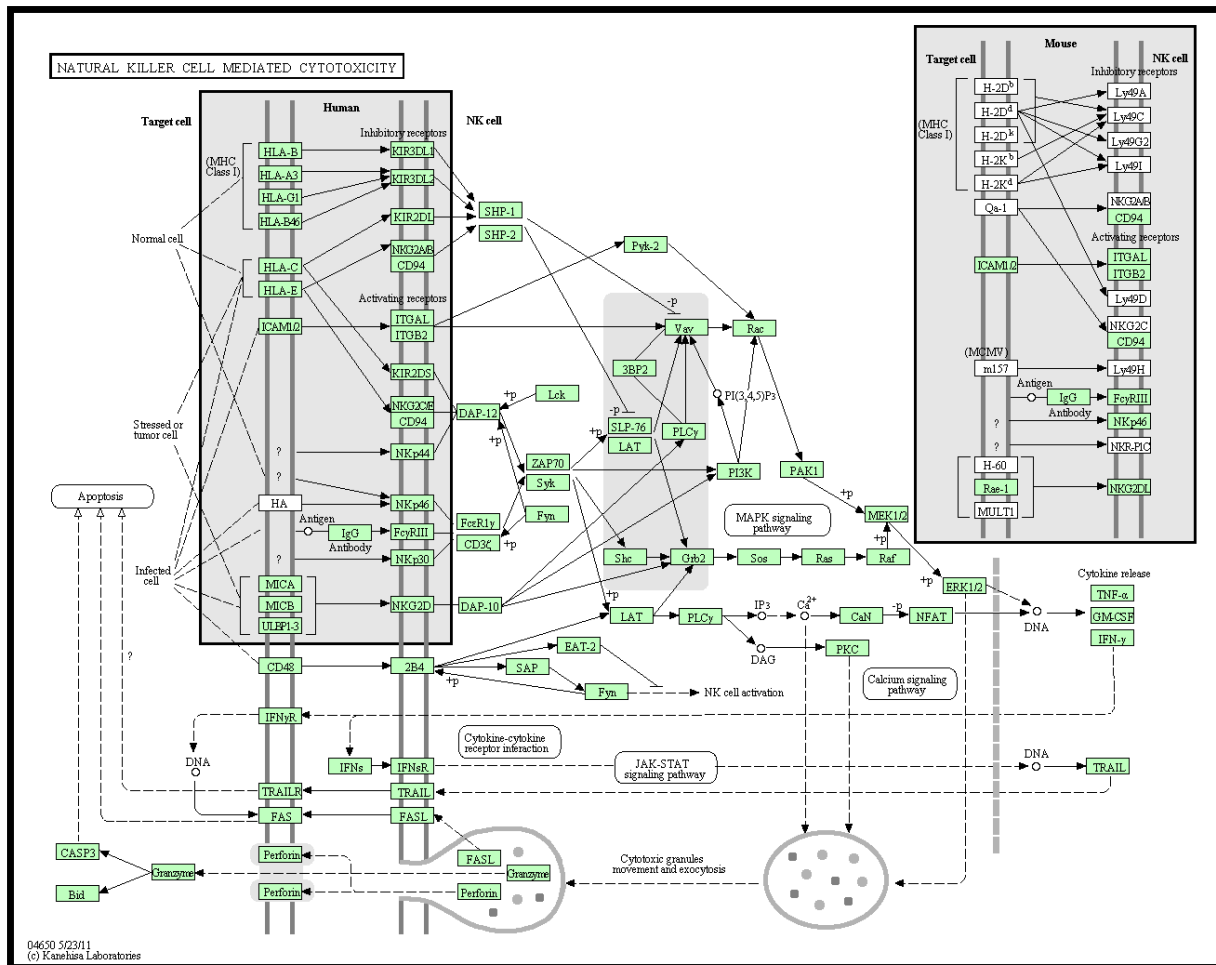 NATURAL KILLER CELL MEDIATED CYTOTOXICITY
Target cell
Human
NK cell
Inhibitory receptors
(MHC
Class I)
HLA-B
HLA-A3
HLA-G1
HLA-B46
HLA-C
HLA-E
ICAM1/2
KIR3DL1
KIR3DL2
KIR2DL
NKG2A/B
CD94
Activating receptors
ITGAL
ITGB2
KIR2DS
NKG2C/E
CD94
NKp44
NKp46
FcγRIII
NKp30
NKG2D
Normal cell
Stressed or
tumor cell
Infected
cell
?
?
HA
Antigen
IgG
Antibody
?
MICA
MICB
ULBP1-3
CD48
2B4
SHP-1
SHP-2
Pyk-2
-p
Vav
Rac
3BP2
PI(3,4,5)P3
-p
SLP-76
LAT
PLCγ
+p
Lck
DAP-12
+p
+p
ZAP70
Syk
Fyn
FcεR1γ
CD3ζ
+p
DAP-10
PI3K
PAK1
+p
MAPK signaling
pathway
MEK1/2
+p
Shc
Grb2
Sos
Ras
Raf
+p
ERK1/2
+p
LAT
PLCγ
IP3
Ca2+
CaN
-p
NFAT
DNA
DAG
PKC
Calcium signaling
pathway
Cytokine release
TNF-α
GM-CSF
IFN-γ
EAT-2
SAP
+p
Fyn
NK cell activation
Apoptosis
?
IFNγR
DNA
Cytokine-cytokine
receptor interaction
IFNs
IFNsR
JAK-STAT
signaling pathway
DNA
TRAIL
TRAILR
TRAIL
FAS
FASL
CASP3
Bid
Granzyme
Perforin
Perforin
FASL
Granzyme
Perforin
Cytotoxic granules
movement and exocytosis
Mouse
Target cell
NK cell
Inhibitory receptors
(MHC
Class I)
H-2Db
H-2Dd
H-2Dk
H-2Kb
H-2Kd
Qa-1
Ly49A
Ly49C
Ly49G2
Ly49I
NKG2A/B
CD94
Activating receptors
ICAM1/2
ITGAL
ITGB2
Ly49D
NKG2C
CD94
(MCMV)
m157
Ly49H
Antigen
IgG
Antibody
FcγRIII
?
NKp46
?
NKR-P1C
H-60
Rae-1
MULT1
NKG2DL
04650 5/23/11
(c) Kanehisa Laboratories